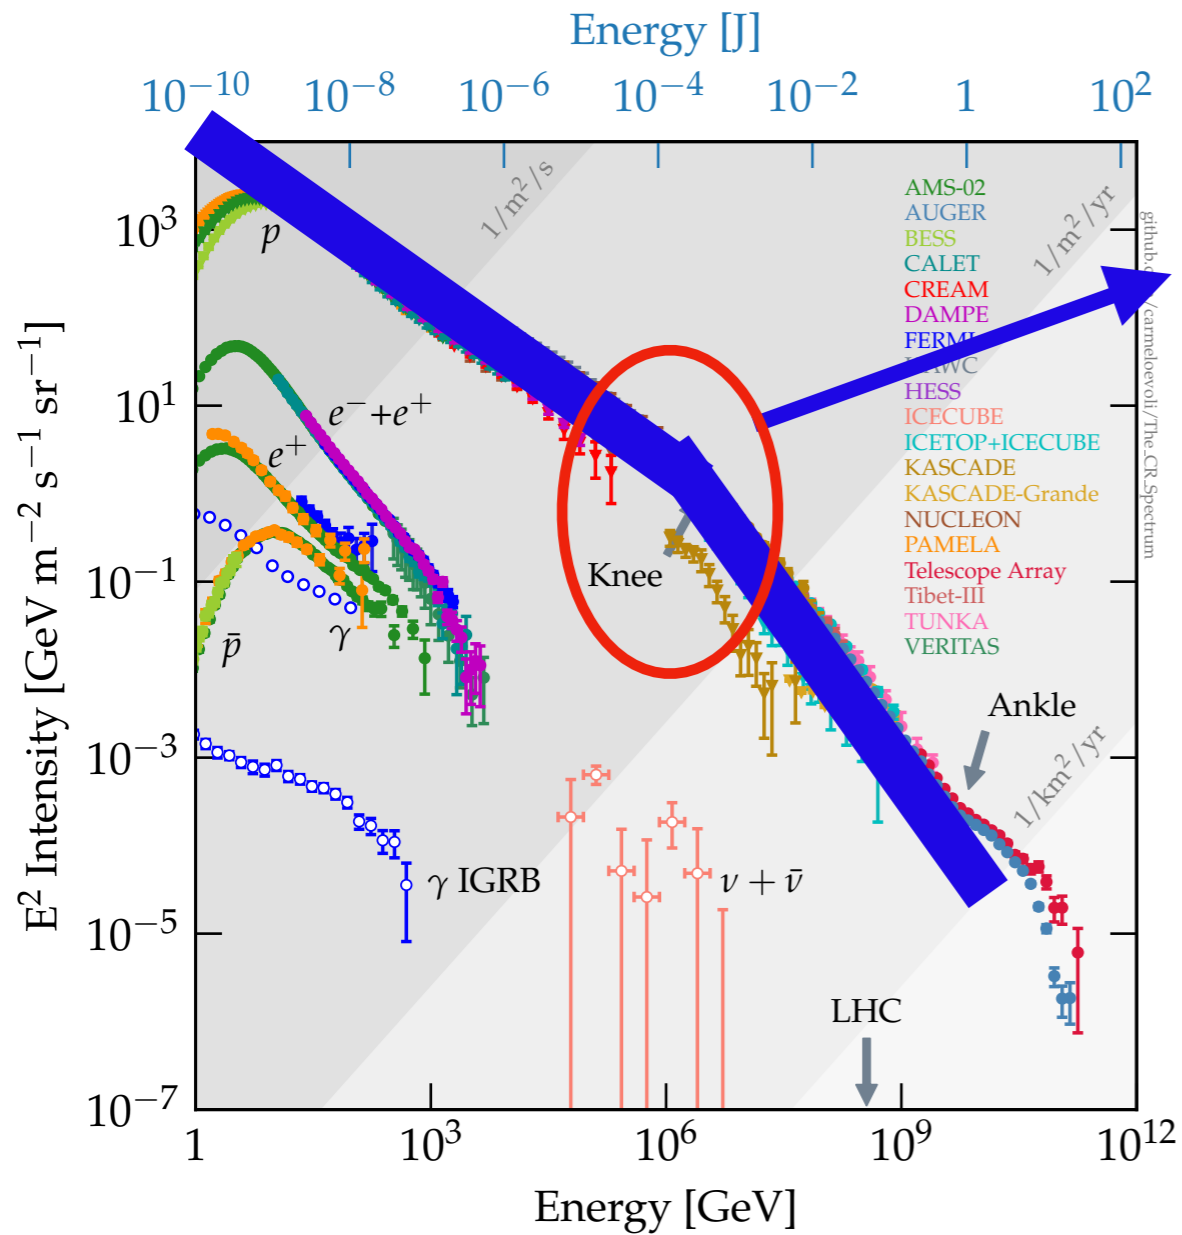 Energy [J]
10⁻¹⁰ 10⁻⁸ 10⁻⁶ 10⁻⁴ 10⁻² 1 10²
1/m²/s
1/m²/yr
1/km²/yr
AMS-02
AUGER
BESS
CALET
CREAM
DAMPE
HESS
ICECUBE
ICETOP+ICECUBE
KASCADE
KASCADE-Grande
NUCLEON
PAMELA
Telescope Array
Tibet-III
TUNKA
VERITAS
/carmeloevoli/The_CR_Spectrum
p
e⁻+e⁺
e⁺
p̄
γ
Knee
Ankle
γ IGRB
ν + ν̄
LHC
E² Intensity [GeV m⁻² s⁻¹ sr⁻¹]
10³
10¹
10⁻¹
10⁻³
10⁻⁵
10⁻⁷
1 10³ 10⁶ 10⁹ 10¹²
Energy [GeV]